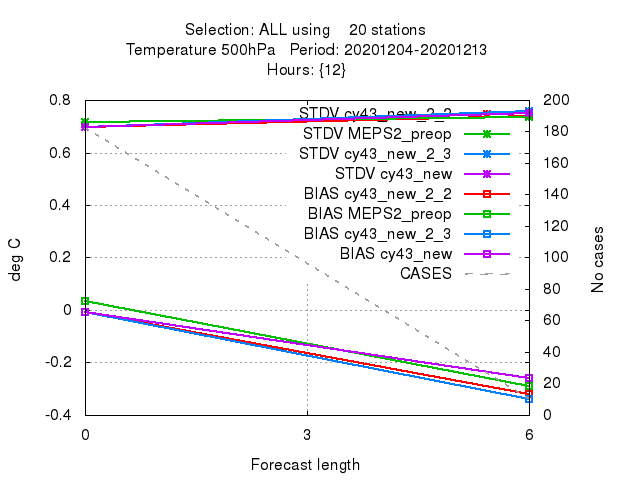 Selection: ALL using    20 stations
Temperature 500hPa   Period: 20201204-20201213
Hours: {12}
0.8
0.6
0.4
0.2
0
-0.2
-0.4
200
180
160
140
120
100
80
60
40
20
0
deg C
No cases
STDV cy43_new_2_2
STDV MEPS2_preop
STDV cy43_new_2_3
STDV cy43_new
BIAS cy43_new_2_2
BIAS MEPS2_preop
BIAS cy43_new_2_3
BIAS cy43_new
CASES
0 3 6
Forecast length